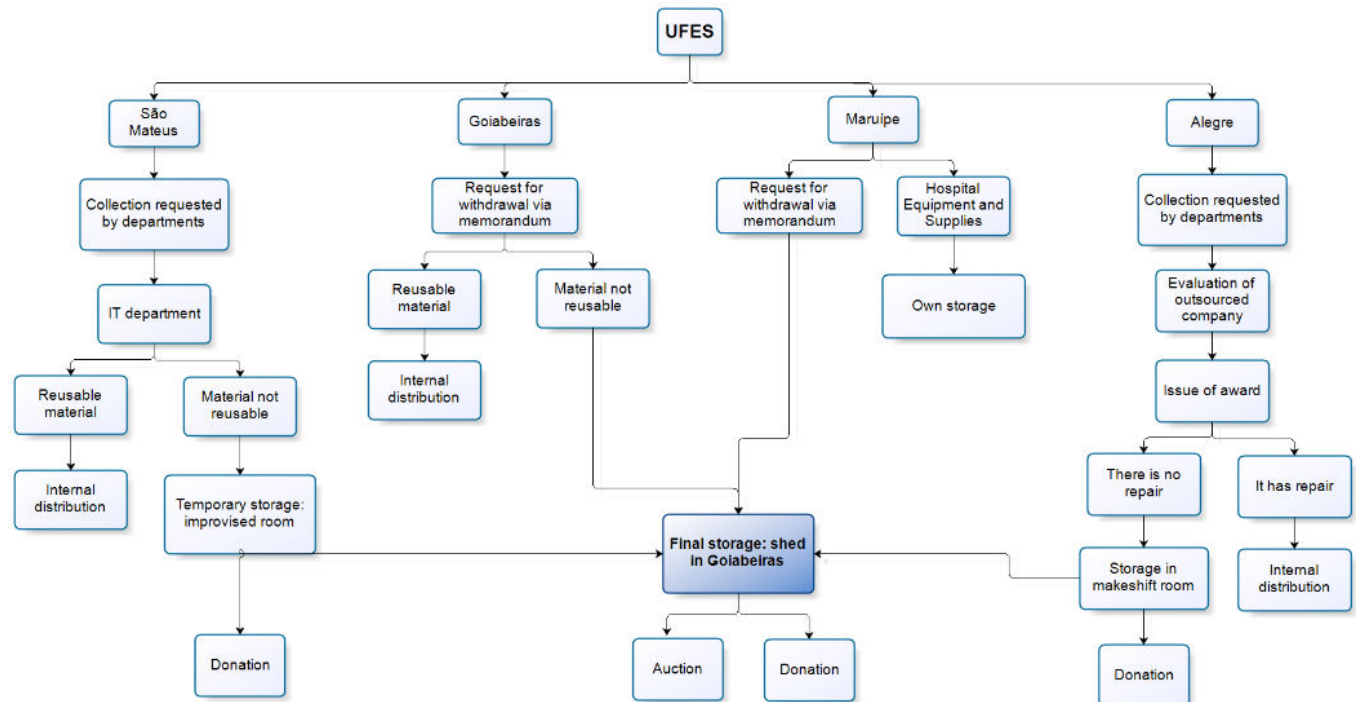 UFES
São
Mateus
Goiabeiras
Maruípe
Alegre
Collection requested
by departments
Request for
withdrawal via
memorandum
Request for
withdrawal via
memorandum
Hospital
Equipment and
Supplies
Collection requested
by departments
IT department
Reusable
material
Material not
reusable
Own storage
Evaluation of
outsourced
company
Reusable
material
Material not
reusable
Internal
distribution
Issue of award
Internal
distribution
Temporary storage:
improvised room
There is no
repair
It has repair
Final storage: shed
in Goiabeiras
Storage in
makeshift room
Internal
distribution
Donation
Auction
Donation
Donation